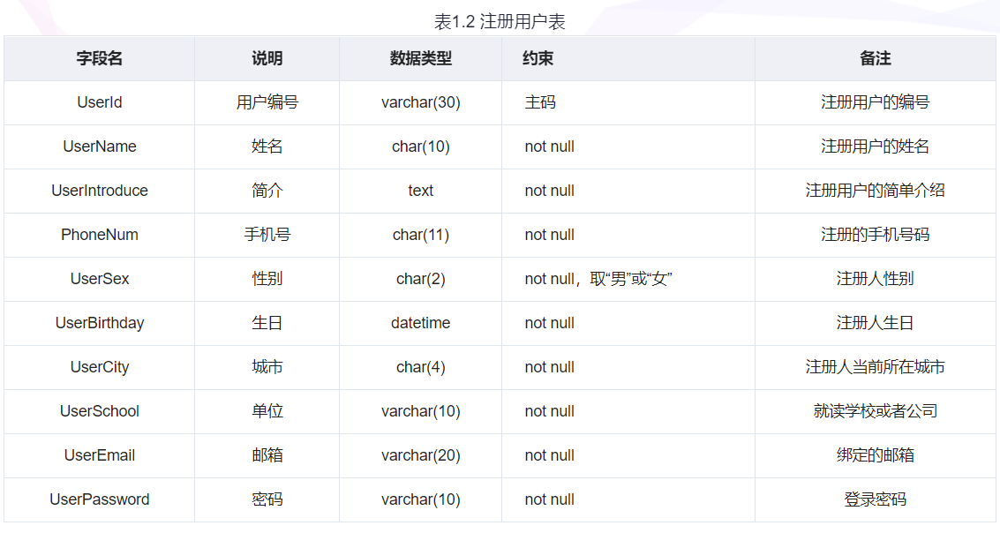 表1.2 注册用户表
字段名 说明 数据类型 约束 备注
UserId 用户编号 varchar(30) 主码 注册用户的编号
UserName 姓名 char(10) not null 注册用户的姓名
UserIntroduce 简介 text not null 注册用户的简单介绍
PhoneNum 手机号 char(11) not null 注册的手机号码
UserSex 性别 char(2) not null，取“男”或“女” 注册人性别
UserBirthday 生日 datetime not null 注册人生日
UserCity 城市 char(4) not null 注册人当前所在城市
UserSchool 单位 varchar(10) not null 就读学校或者公司
UserEmail 邮箱 varchar(20) not null 绑定的邮箱
UserPassword 密码 varchar(10) not null 登录密码